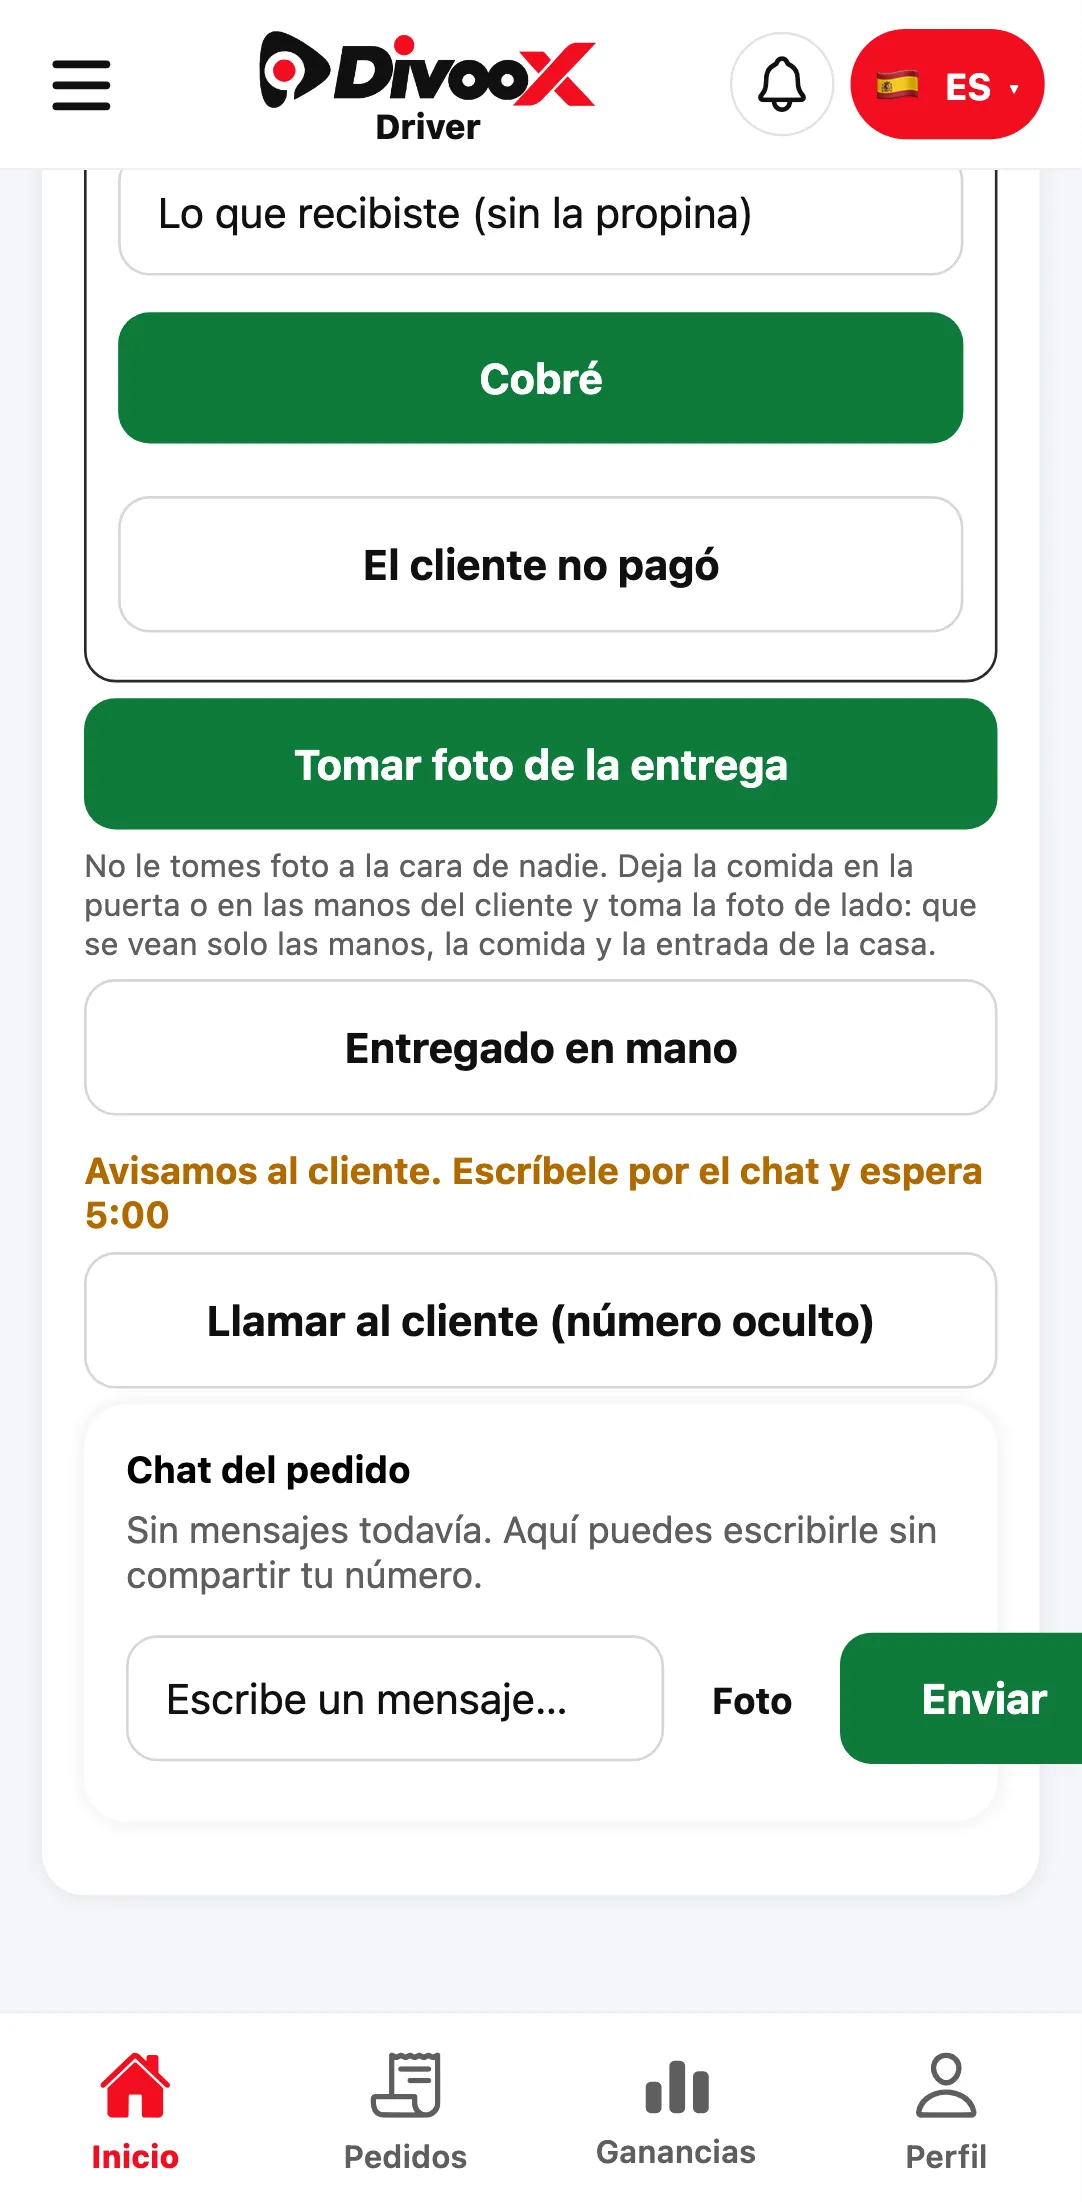 DivooX
Driver
ES
Lo que recibiste (sin la propina)
Cobré
El cliente no pagó
Tomar foto de la entrega
No le tomes foto a la cara de nadie. Deja la comida en la
puerta o en las manos del cliente y toma la foto de lado: que
se vean solo las manos, la comida y la entrada de la casa.
Entregado en mano
Avisamos al cliente. Escríbele por el chat y espera
5:00
Llamar al cliente (número oculto)
Chat del pedido
Sin mensajes todavía. Aquí puedes escribirle sin
compartir tu número.
Escribe un mensaje...
Foto
Enviar
Inicio
Pedidos
Ganancias
Perfil